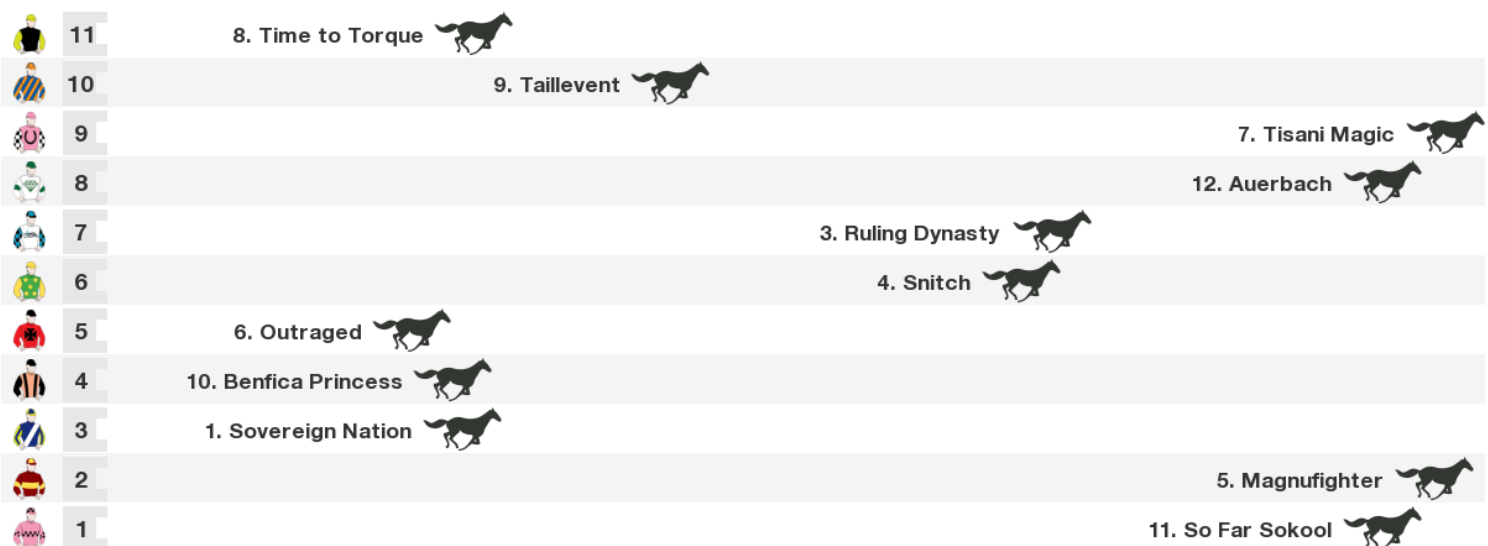 11 8. Time to Torque
10 9. Taillevent
9 7. Tisani Magic
8 12. Auerbach
7 3. Ruling Dynasty
6 4. Snitch
5 6. Outraged
4 10. Benfica Princess
3 1. Sovereign Nation
2 5. Magnufighter
1 11. So Far Sokool